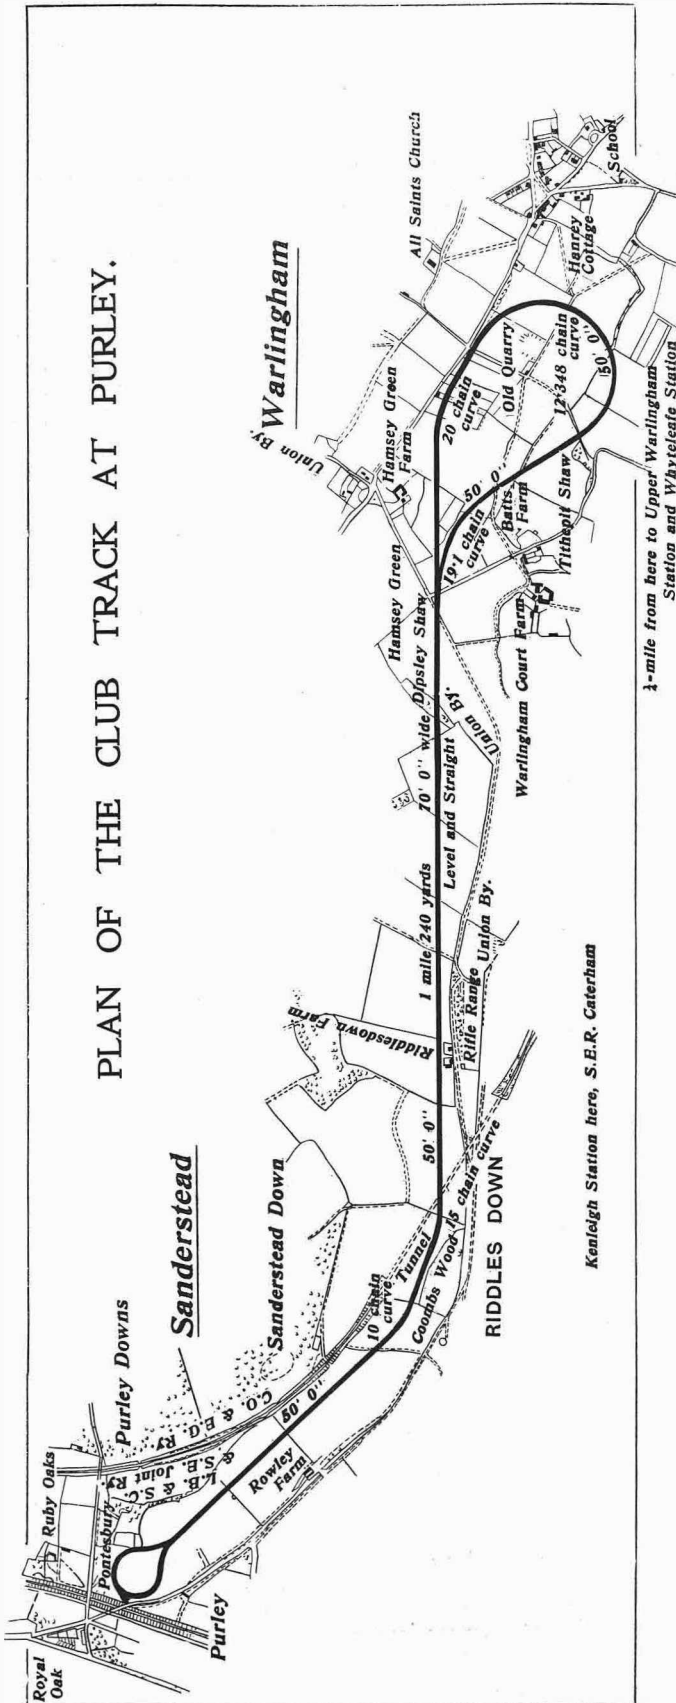 PLAN OF THE CLUB TRACK AT PURLEY.
Royal
Oak
Ruby Oaks
Pontesbury
Purley
Purley Downs
L.B. & S.C.
& S.E. Joint Ry.
C.O. & E.G. Ry.
Sanderstead
Sanderstead Down
Rowley
Farm
50' 0"
10 chain
curve
Tunnel
Coombs Wood
15 chain curve
RIDDLES DOWN
50' 0"
Riddlesdown
Farm
Rifle Range
Union By.
Kenleigh Station here, S.E.R. Caterham
1 mile 240 yards
Level and Straight
70' 0" wide
Dipsley Shaw
Union By.
Hamsey Green
Hamsey Green
Farm
Union By.
Warlingham
Warlingham Court Farm
19·1 chain
curve
50' 0"
Batts
Farm
Tithepit Shaw
20 chain
curve
Old Quarry
12·348 chain
curve
50' 0"
All Saints Church
Hanrey
Cottage
School
¼-mile from here to Upper Warlingham
Station and Whyteleafe Station